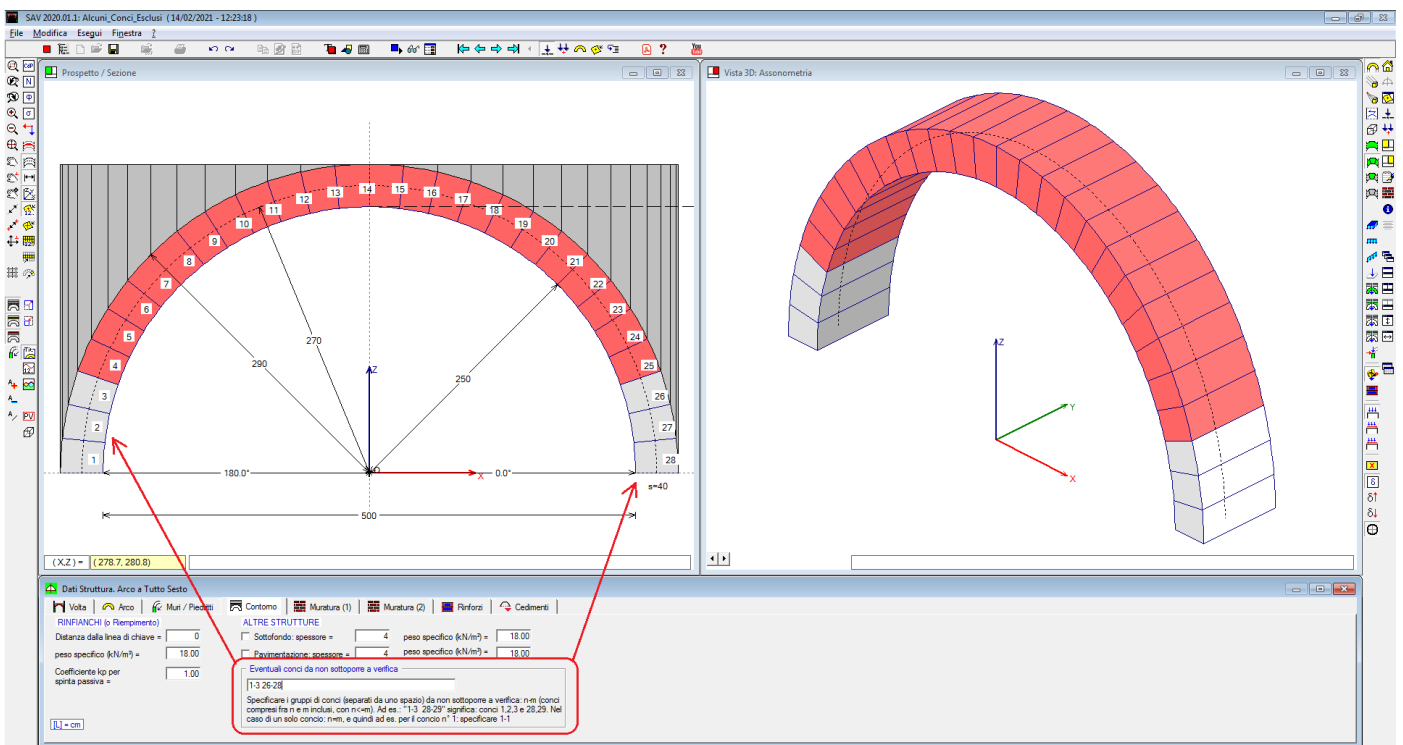 SAV 2020.01.1: Alcuni_Conci_Esclusi (14/02/2021 - 12:23:18 )
File Modifica Esegui Finestra ?
Prospetto / Sezione
1
2
3
4
5
6
7
8
9
10
11
12
13
14
15
16
17
18
19
20
21
22
23
24
25
26
27
28
290
270
250
Z
X
180.0°
0.0°
s=40
500
( X,Z ) = ( 278.7, 280.8)
Vista 3D: Assonometria
Z
Y
X
Dati Struttura. Arco a Tutto Sesto
Volta Arco Muri / Piedritti Contorno Muratura (1) Muratura (2) Rinforzi Cedimenti
RINFIANCHI (o Riempimento)
Distanza dalla linea di chiave = 0
peso specifico (kN/m³) = 18.00
Coefficiente kp per
spinta passiva = 1.00
[L] = cm
ALTRE STRUTTURE
Sottofondo: spessore = 4 peso specifico (kN/m³) = 18.00
Pavimentazione: spessore = 4 peso specifico (kN/m³) = 18.00
Eventuali conci da non sottoporre a verifica
1-3 26-28
Specificare i gruppi di conci (separati da uno spazio) da non sottoporre a verifica: n-m (conci
compresi fra n e m inclusi, con n<=m). Ad es.: "1-3 28-29" significa: conci 1,2,3 e 28,29. Nel
caso di un solo concio: n=m, e quindi ad es. per il concio n° 1: specificare 1-1